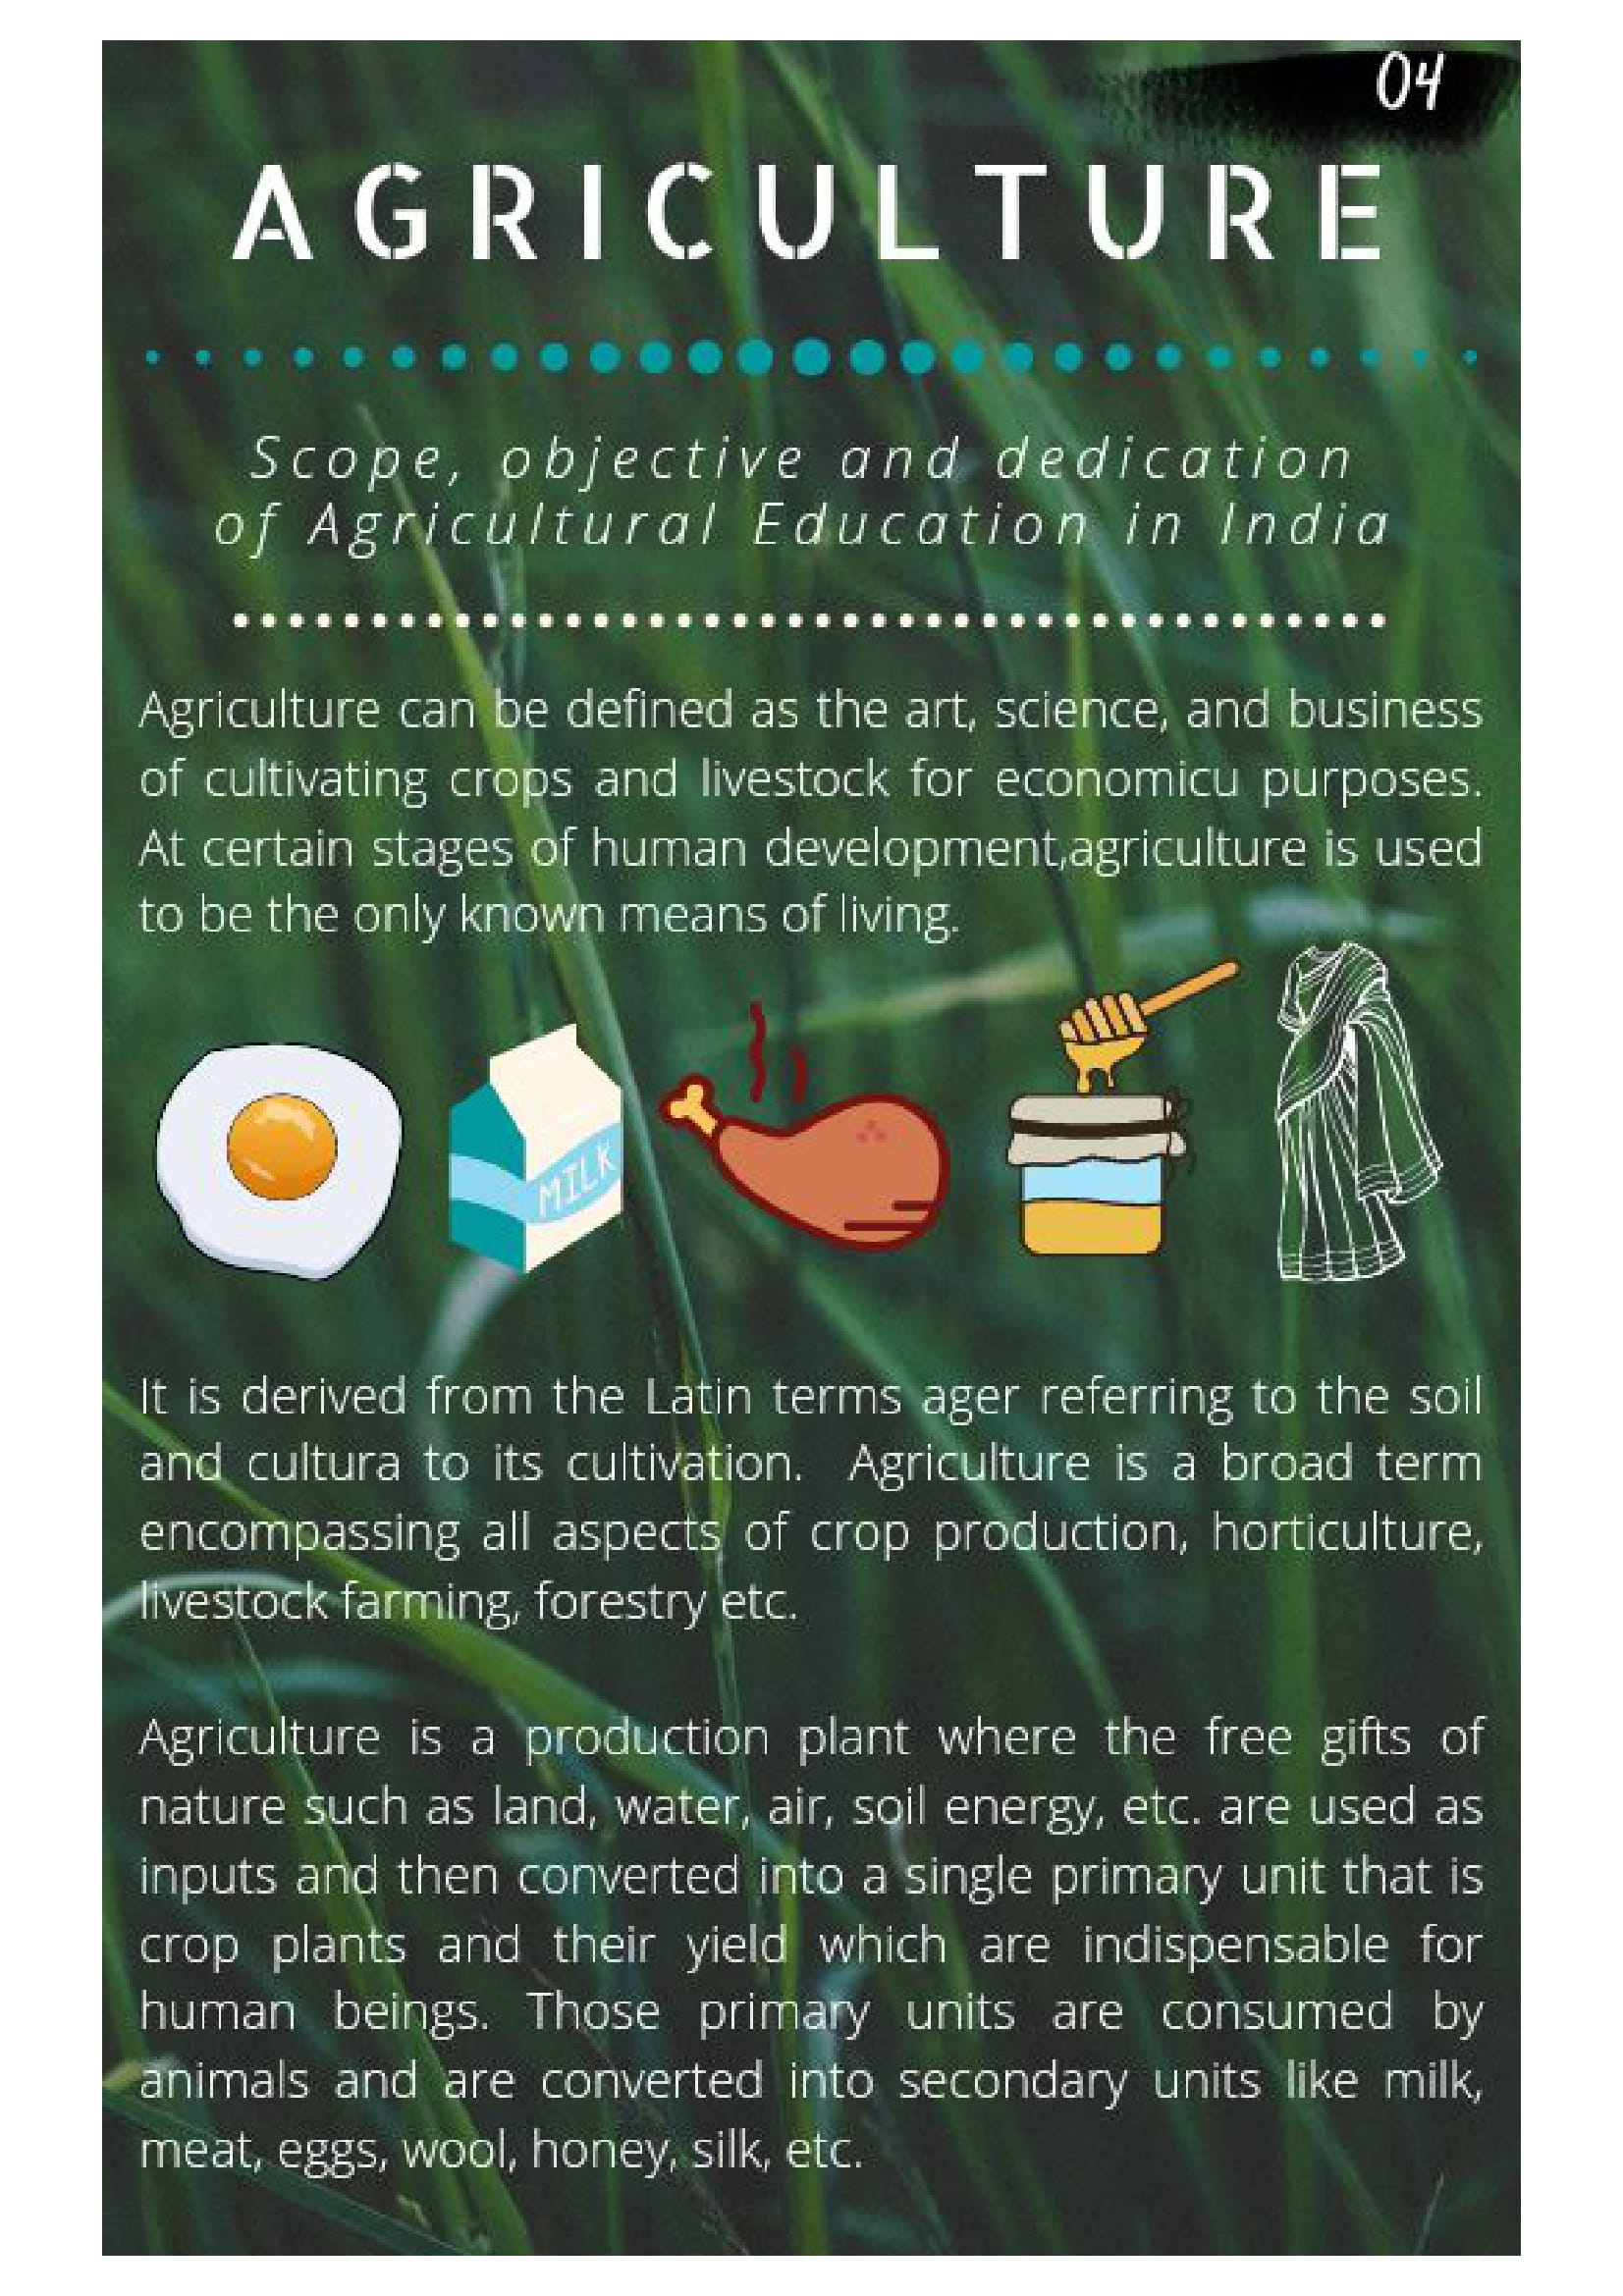 04
AGRICULTURE
Scope, objective and dedication
of Agricultural Education in India
Agriculture can be defined as the art, science, and business
of cultivating crops and livestock for economicu purposes.
At certain stages of human development,agriculture is used
to be the only known means of living.
MILK
It is derived from the Latin terms ager referring to the soil
and cultura to its cultivation. Agriculture is a broad term
encompassing all aspects of crop production, horticulture,
livestock farming, forestry etc.
Agriculture is a production plant where the free gifts of
nature such as land, water, air, soil energy, etc. are used as
inputs and then converted into a single primary unit that is
crop plants and their yield which are indispensable for
human beings. Those primary units are consumed by
animals and are converted into secondary units like milk,
meat, eggs, wool, honey, silk, etc.